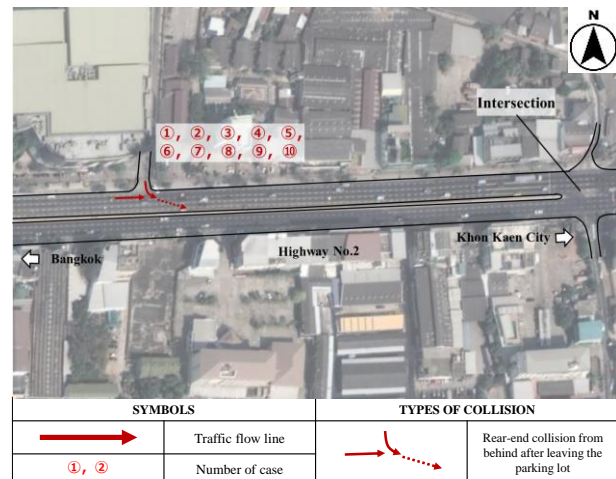 N
Intersection
①, ②, ③, ④, ⑤,
⑥, ⑦, ⑧, ⑨, ⑩
Khon Kaen City
Highway No.2
Bangkok
SYMBOLS
TYPES OF COLLISION
Traffic flow line
①, ②
Number of case
Rear-end collision from
behind after leaving the
parking lot